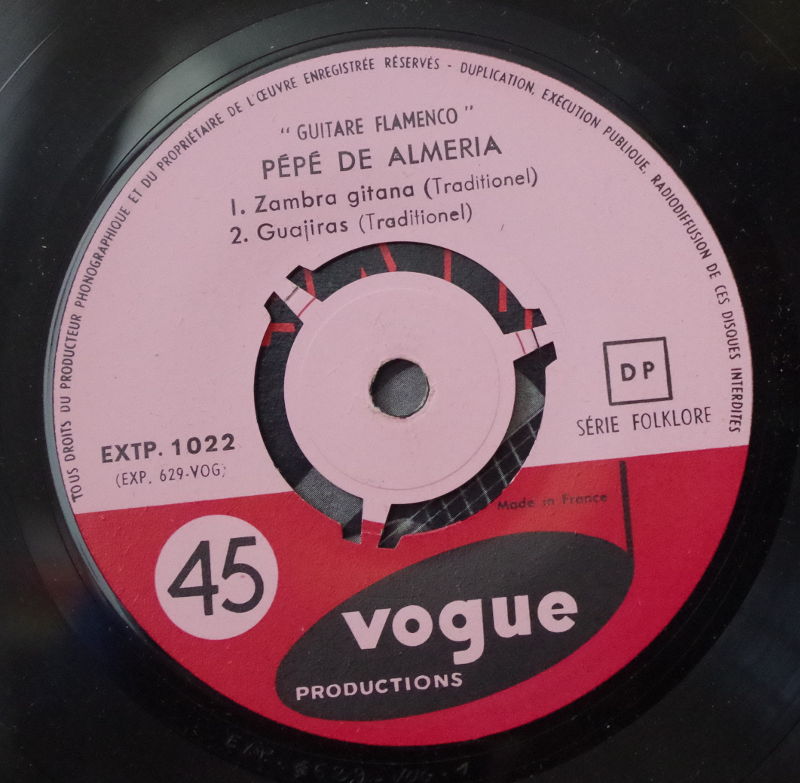 TOUS DROITS DU PRODUCTEUR PHONOGRAPHIQUE ET DU PROPRIÉTAIRE DE L'ŒUVRE ENREGISTRÉE RÉSERVÉS - DUPLICATION, EXÉCUTION PUBLIQUE, RADIODIFFUSION DE CES DISQUES INTERDITES
" GUITARE FLAMENCO "
PÉPÉ DE ALMERIA
1. Zambra gitana (Traditionel)
2. Guajiras (Traditionel)
DP
SÉRIE FOLKLORE
EXTP. 1022
(EXP. 629-VOG)
Made in France
45
vogue
PRODUCTIONS